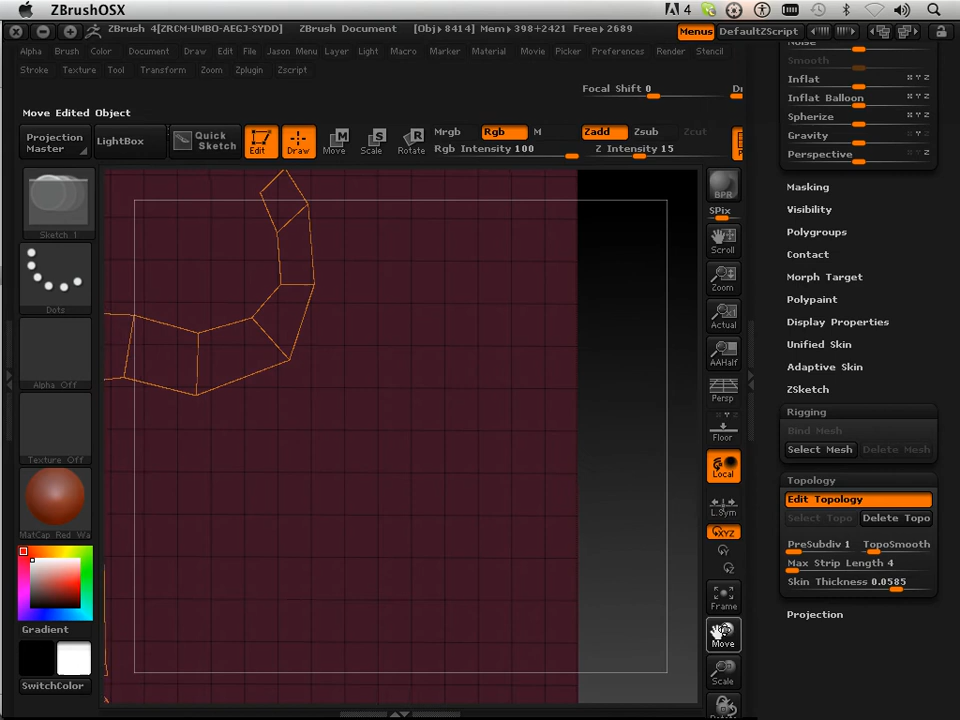 ZBrushOSX
4
ZBrush 4[ZRCM-UMBO-AEGJ-SYDD] ZBrush Document [Obj→8414] Mem→398+2421 Free→2689 Menus DefaultZScript
Alpha Brush Color Document Draw Edit File Jason Menu Layer Light Macro Marker Material Movie Picker Preferences Render Stencil
Stroke Texture Tool Transform Zoom Zplugin Zscript
Focal Shift 0
Move Edited Object
Projection Master
LightBox
Quick Sketch
Edit
Draw
Move
Scale
Rotate
Mrgb Rgb M
Rgb Intensity 100
Zadd Zsub Zcut
Z Intensity 15
Sketch 1
Dots
Alpha Off
Texture Off
MatCap Red Wa
Gradient
SwitchColor
BPR
SPix
Scroll
Zoom
Actual
AAHalf
Persp
Floor
Local
L.Sym
XYZ
Frame
Move
Scale
Smooth
Inflat X Y Z
Inflat Balloon X Y Z
Spherize X Y Z
Gravity
Perspective
Masking
Visibility
Polygroups
Contact
Morph Target
Polypaint
Display Properties
Unified Skin
Adaptive Skin
ZSketch
Rigging
Bind Mesh
Select Mesh Delete Mesh
Topology
Edit Topology
Select Topo Delete Topo
PreSubdiv 1 TopoSmooth
Max Strip Length 4
Skin Thickness 0.0585
Projection